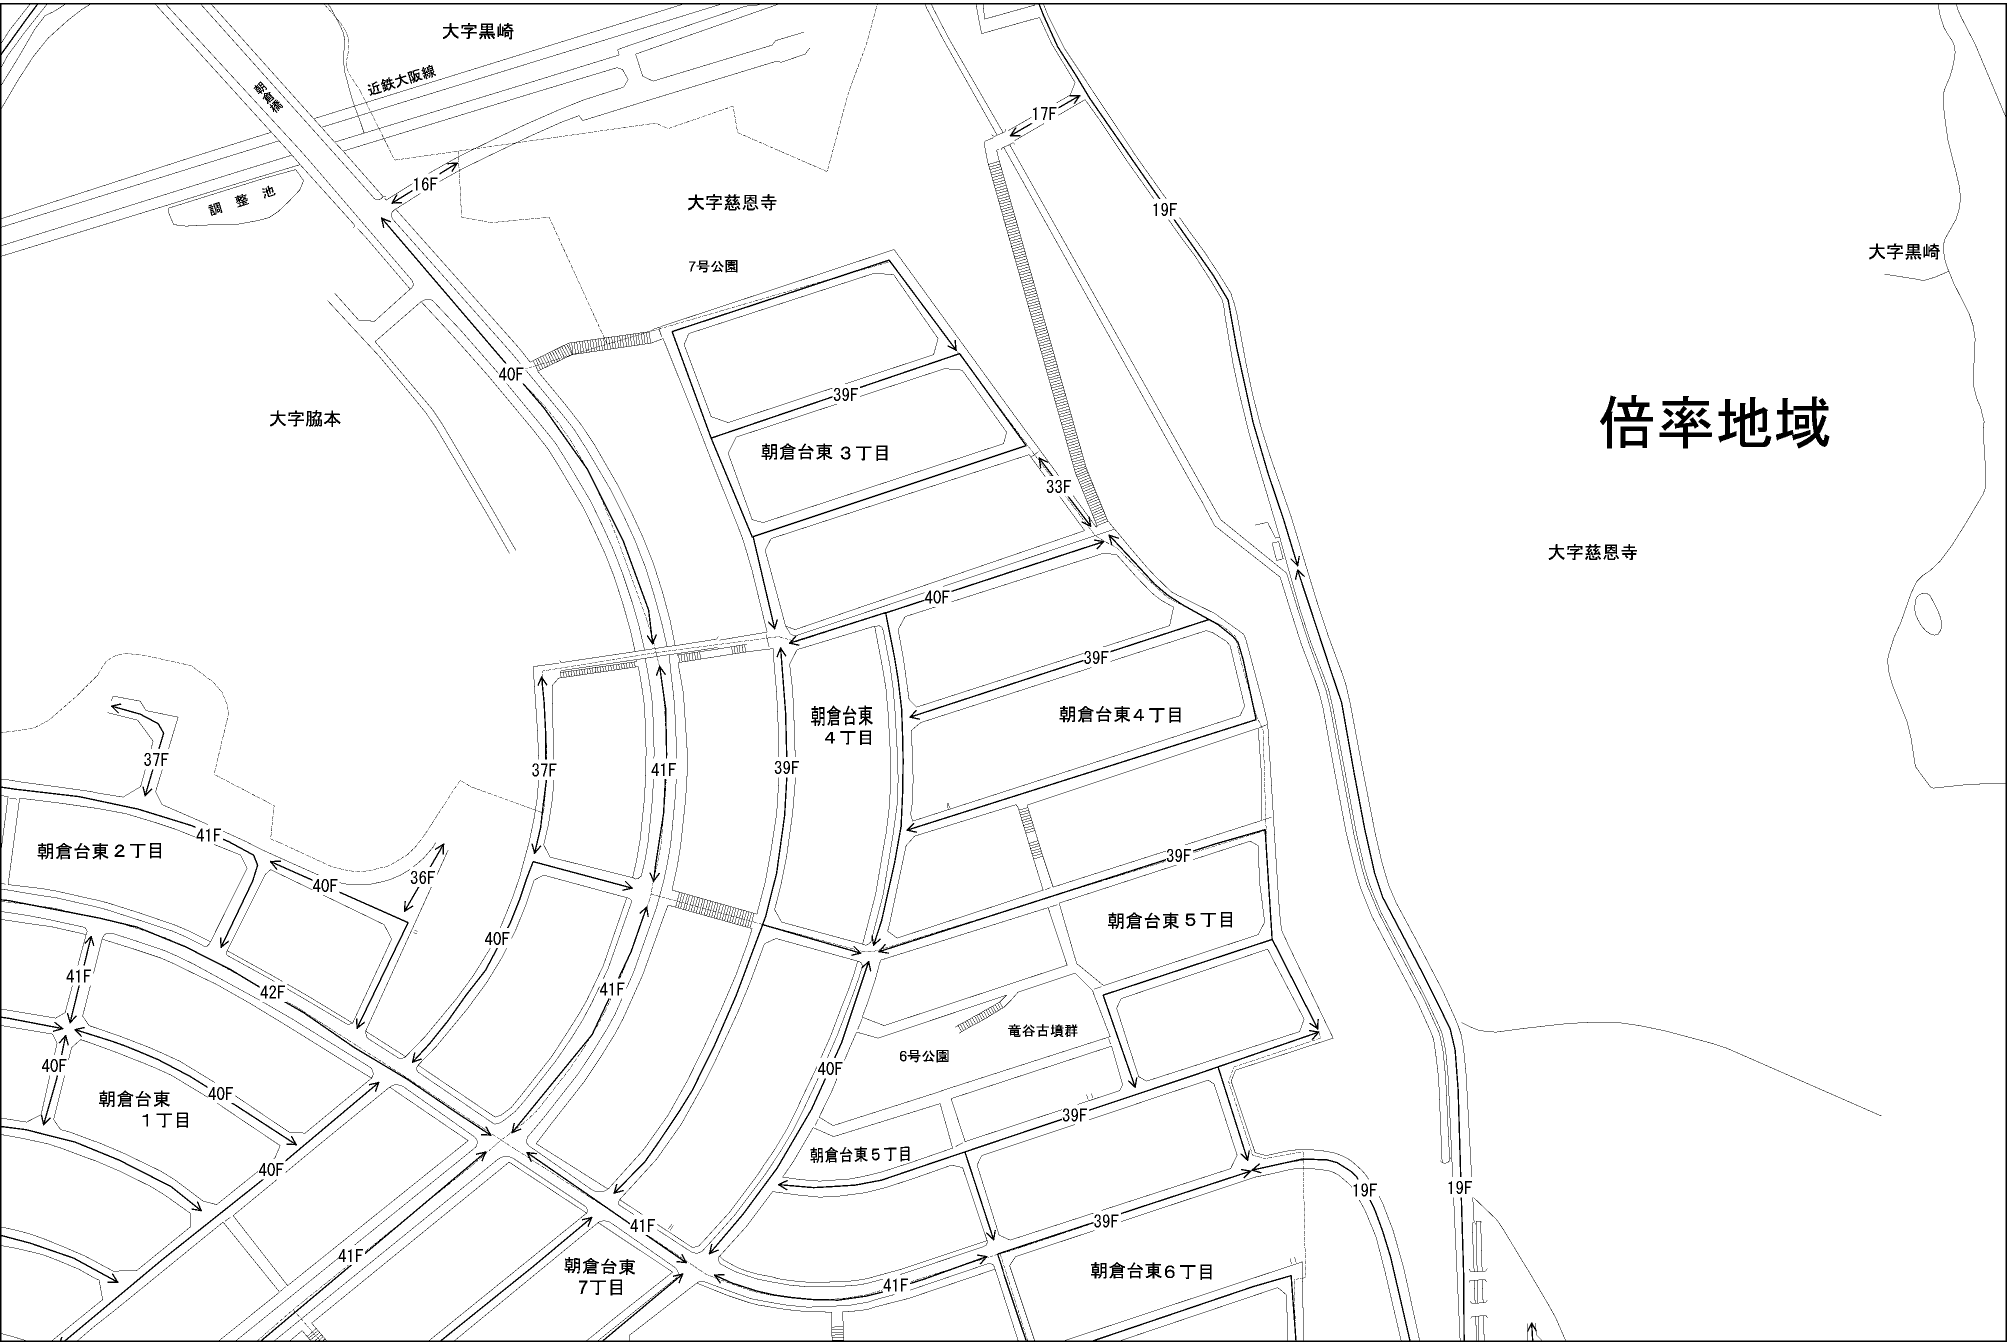 大字黒崎
近鉄大阪線
朝倉橋
17F
16F
調整池
大字慈恩寺
19F
大字黒崎
7号公園
40F
39F
倍率地域
大字脇本
朝倉台東3丁目
33F
大字慈恩寺
40F
39F
朝倉台東
4丁目
朝倉台東4丁目
37F
37F
41F
39F
41F
朝倉台東2丁目
39F
36F
40F
朝倉台東5丁目
40F
41F
42F
41F
竜谷古墳群
6号公園
40F
40F
40F
朝倉台東
1丁目
39F
朝倉台東5丁目
40F
19F
19F
39F
41F
41F
朝倉台東
7丁目
41F
朝倉台東6丁目